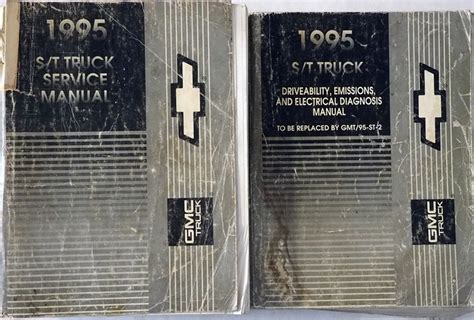 1995
S/T TRUCK
SERVICE
MANUAL
GMC
TRUCK
1995
S/T TRUCK
DRIVEABILITY, EMISSIONS,
AND ELECTRICAL DIAGNOSIS
MANUAL
TO BE REPLACED BY GMT/95-ST-2
GMC
TRUCK